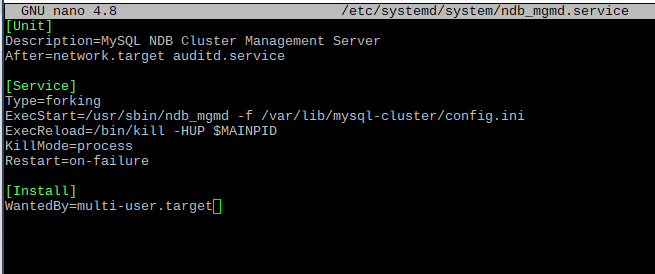 GNU nano 4.8 /etc/systemd/system/ndb_mgmd.service
[Unit]
Description=MySQL NDB Cluster Management Server
After=network.target auditd.service
[Service]
Type=forking
ExecStart=/usr/sbin/ndb_mgmd -f /var/lib/mysql-cluster/config.ini
ExecReload=/bin/kill -HUP $MAINPID
KillMode=process
Restart=on-failure
[Install]
WantedBy=multi-user.target